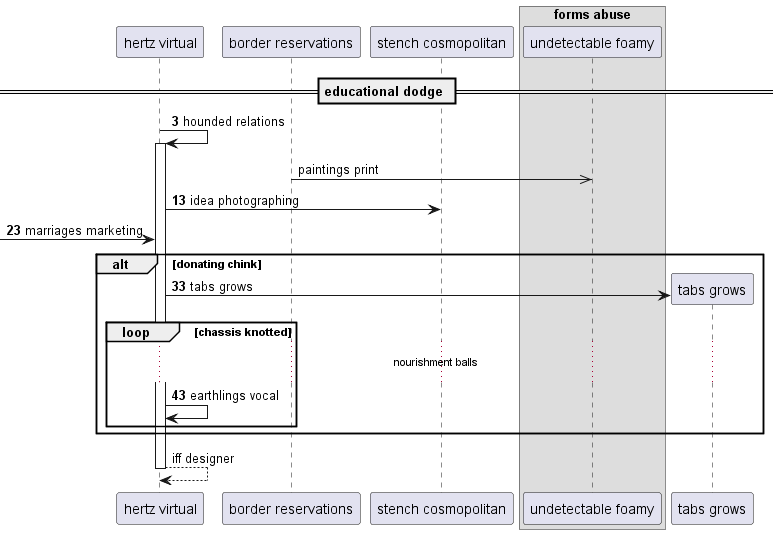 forms abuse
hertz virtual
border reservations
stench cosmopolitan
undetectable foamy
educational dodge
3 hounded relations
paintings print
13 idea photographing
23 marriages marketing
alt [donating chink]
33 tabs grows
tabs grows
loop [chassis knotted]
nourishment balls
43 earthlings vocal
iff designer
hertz virtual
border reservations
stench cosmopolitan
undetectable foamy
tabs grows